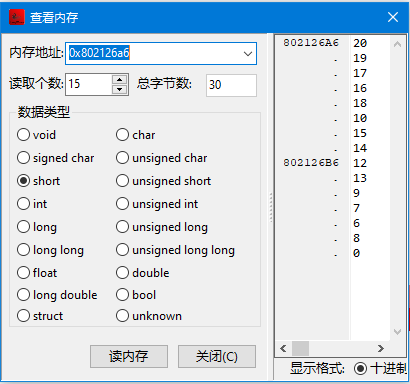 查看内存
内存地址: 0x802126a6
读取个数: 15 总字节数: 30
数据类型
void char
signed char unsigned char
short unsigned short
int unsigned int
long unsigned long
long long unsigned long long
float double
long double bool
struct unknown
读内存 关闭(C)
802126A6 20
. 19
. 17
. 16
. 18
. 10
. 15
. 14
802126B6 12
. 13
. 9
. 7
. 6
. 8
. 0
显示格式: 十进制